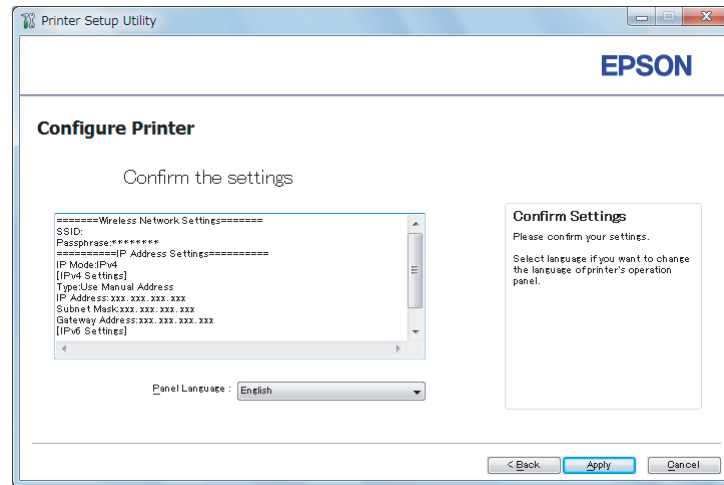 Printer Setup Utility
EPSON
Configure Printer
Confirm the settings
=======Wireless Network Settings=======
SSID:
Passphrase:********
==========IP Address Settings==========
IP Mode:IPv4
[IPv4 Settings]
Type:Use Manual Address
IP Address:xxx.xxx.xxx.xxx
Subnet Mask:xxx.xxx.xxx.xxx
Gateway Address:xxx.xxx.xxx.xxx
[IPv6 Settings]
Panel Language : English
Confirm Settings
Please confirm your settings.
Select language if you want to change
the language of printer's operation
panel.
< Back Apply Cancel